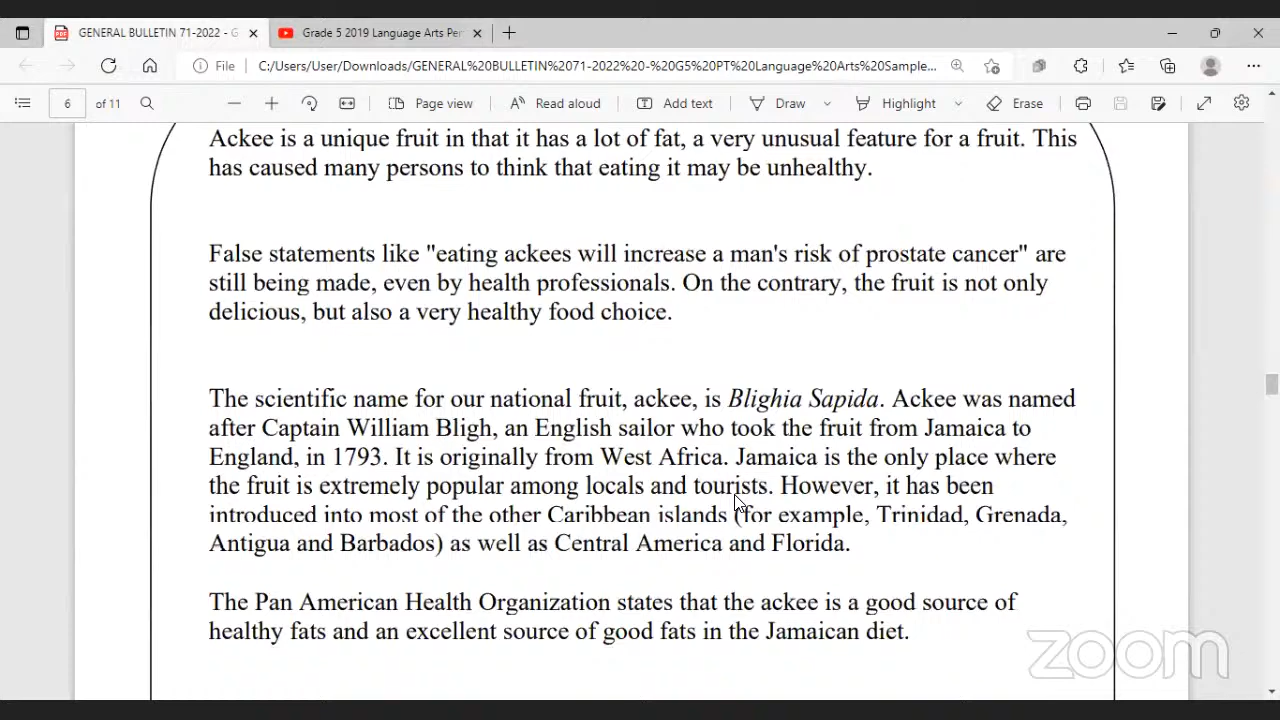 GENERAL BULLETIN 71-2022 - G
Grade 5 2019 Language Arts Per
File C:/Users/User/Downloads/GENERAL%20BULLETIN%2071-2022%20-%20G5%20PT%20Language%20Arts%20Sample...
6 of 11 Page view Read aloud Add text Draw Highlight Erase
Ackee is a unique fruit in that it has a lot of fat, a very unusual feature for a fruit. This
has caused many persons to think that eating it may be unhealthy.
False statements like "eating ackees will increase a man's risk of prostate cancer" are
still being made, even by health professionals. On the contrary, the fruit is not only
delicious, but also a very healthy food choice.
The scientific name for our national fruit, ackee, is Blighia Sapida. Ackee was named
after Captain William Bligh, an English sailor who took the fruit from Jamaica to
England, in 1793. It is originally from West Africa. Jamaica is the only place where
the fruit is extremely popular among locals and tourists. However, it has been
introduced into most of the other Caribbean islands (for example, Trinidad, Grenada,
Antigua and Barbados) as well as Central America and Florida.
The Pan American Health Organization states that the ackee is a good source of
healthy fats and an excellent source of good fats in the Jamaican diet.
zoom